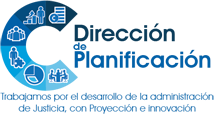 Dirección
de
Planificación
Trabajamos por el desarrollo de la administración
de Justicia, con Proyección e innovación